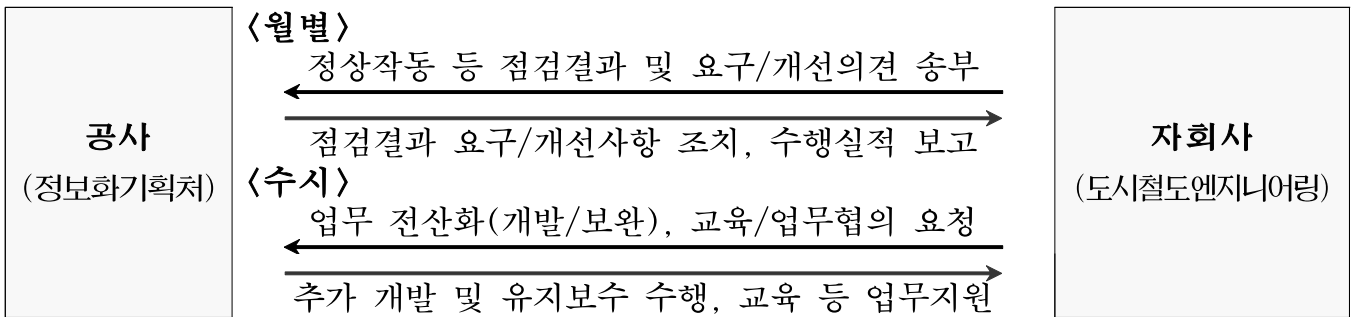 공사
(정보화기획처)
〈월별〉
정상작동 등 점검결과 및 요구/개선의견 송부
점검결과 요구/개선사항 조치, 수행실적 보고
〈수시〉
업무 전산화(개발/보완), 교육/업무협의 요청
추가 개발 및 유지보수 수행, 교육 등 업무지원
자회사
(도시철도엔지니어링)